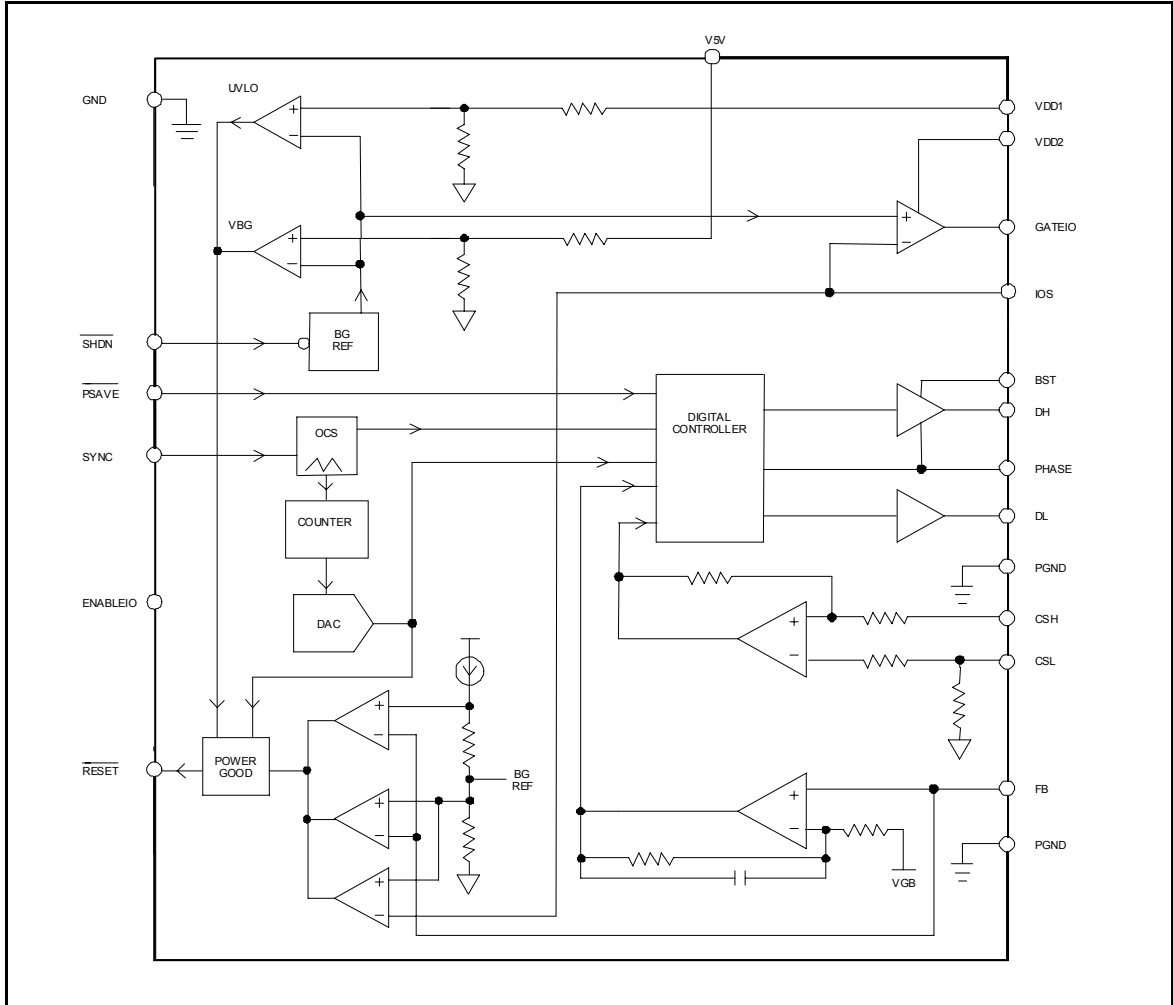 V5V
GND
UVLO
+
−
VDD1
VDD2
VBG
+
−
+
−
GATEIO
IOS
SHDN
BG
REF
PSAVE
DIGITAL
CONTROLLER
BST
DH
SYNC
OCS
PHASE
COUNTER
DL
PGND
ENABLEIO
DAC
+
−
CSH
CSL
+
−
RESET
POWER
GOOD
BG
REF
+
−
+
−
FB
VGB
PGND
+
−